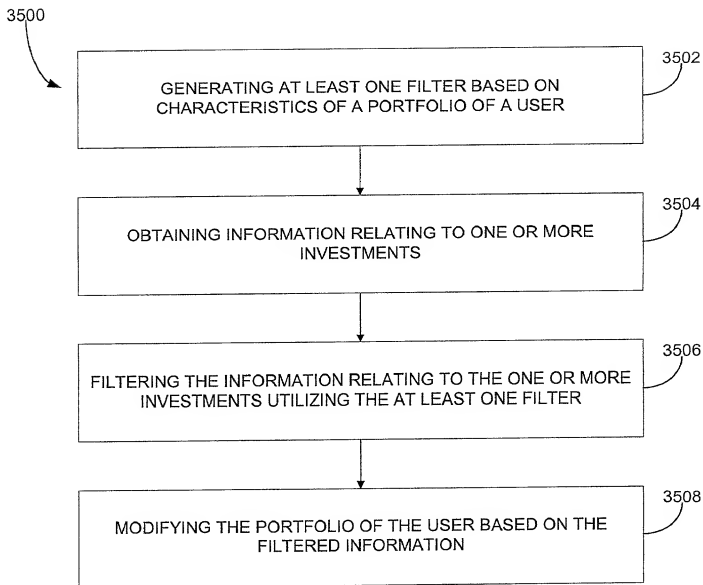 3500
3502
GENERATING AT LEAST ONE FILTER BASED ON
CHARACTERISTICS OF A PORTFOLIO OF A USER
3504
OBTAINING INFORMATION RELATING TO ONE OR MORE
INVESTMENTS
3506
FILTERING THE INFORMATION RELATING TO THE ONE OR MORE
INVESTMENTS UTILIZING THE AT LEAST ONE FILTER
3508
MODIFYING THE PORTFOLIO OF THE USER BASED ON THE
FILTERED INFORMATION